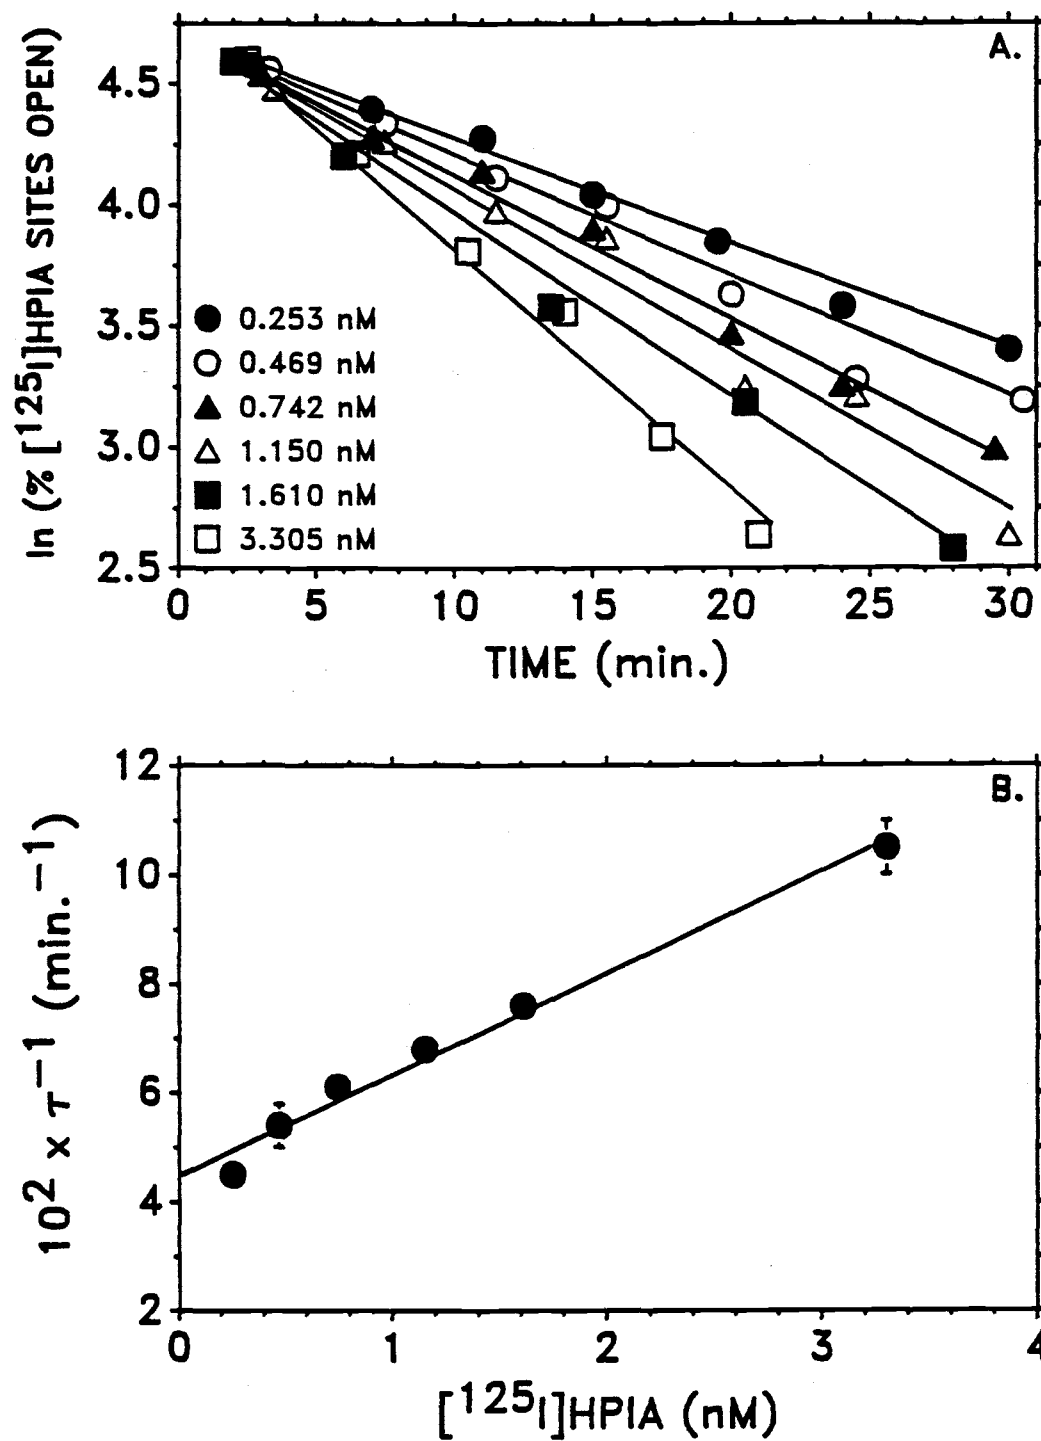 A.
ln (% [125I]HPIA SITES OPEN)
4.5
4.0
3.5
3.0
2.5
0.253 nM
0.469 nM
0.742 nM
1.150 nM
1.610 nM
3.305 nM
0 5 10 15 20 25 30
TIME (min.)
B.
10² x τ⁻¹ (min.⁻¹)
12
10
8
6
4
2
0 1 2 3 4
[¹²⁵I]HPIA (nM)